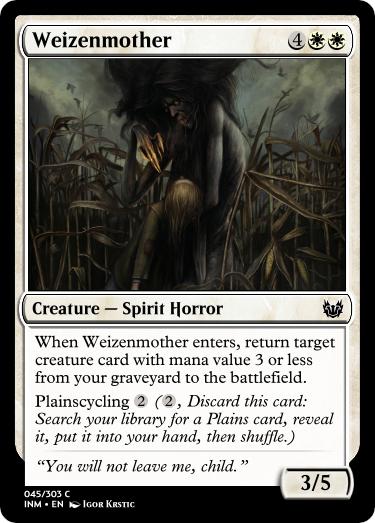 Weizenmother 4
Creature — Spirit Horror
When Weizenmother enters, return target
creature card with mana value 3 or less
from your graveyard to the battlefield.
Plainscycling 2 (2, Discard this card:
Search your library for a Plains card, reveal
it, put it into your hand, then shuffle.)
“You will not leave me, child.”
3/5
045/303 C
INM • EN Igor Krstic